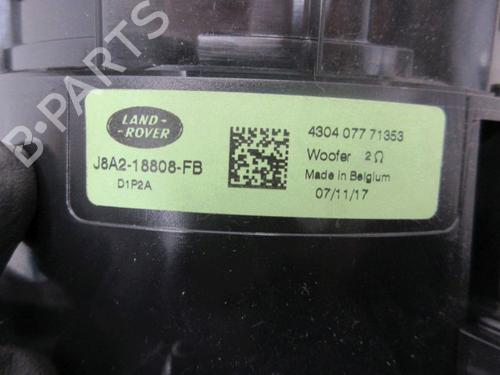 B-PARTS
LAND-
-ROVER
J8A2-18808-FB
D1P2A
4304 077 71353
Woofer 2Ω
Made in Belgium
07/11/17